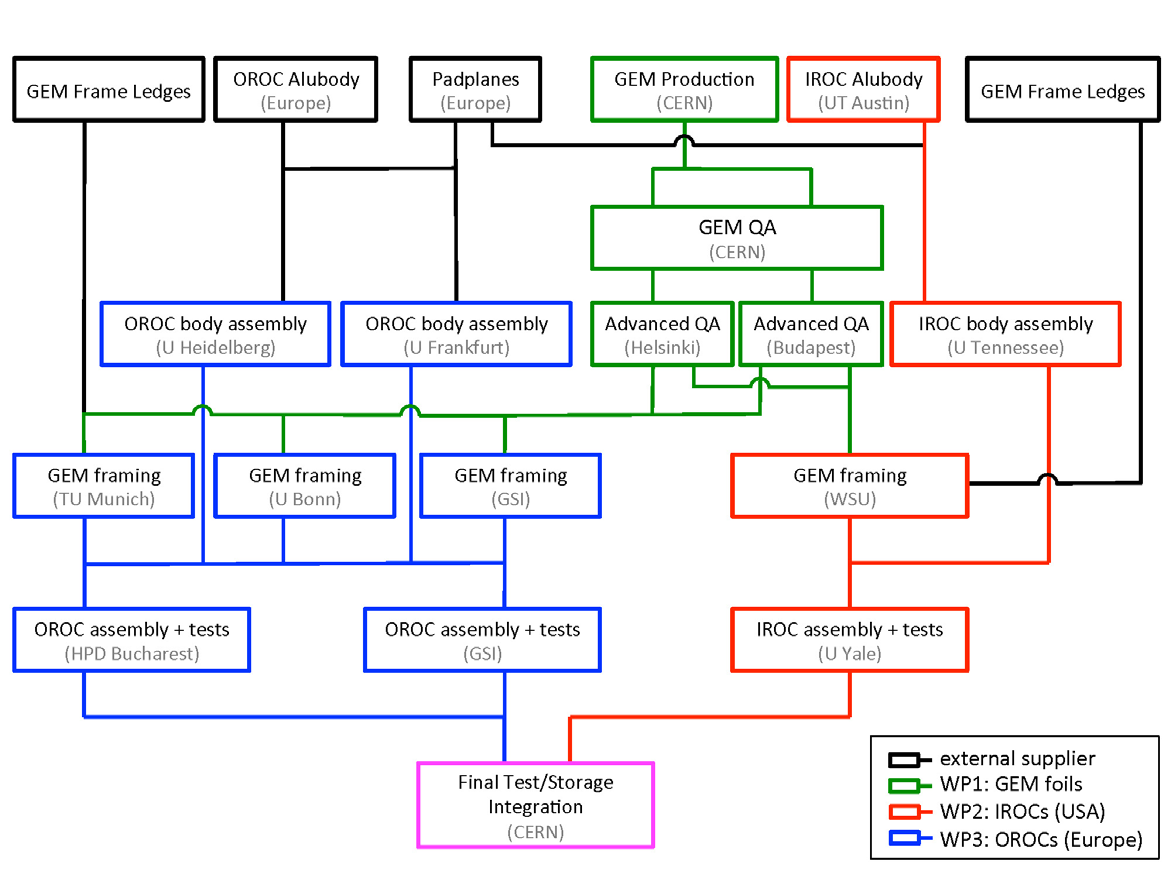 GEM Frame Ledges
OROC Alubody
(Europe)
Padplanes
(Europe)
GEM Production
(CERN)
IROC Alubody
(UT Austin)
GEM Frame Ledges
GEM QA
(CERN)
OROC body assembly
(U Heidelberg)
OROC body assembly
(U Frankfurt)
Advanced QA
(Helsinki)
Advanced QA
(Budapest)
IROC body assembly
(U Tennessee)
GEM framing
(TU Munich)
GEM framing
(U Bonn)
GEM framing
(GSI)
GEM framing
(WSU)
OROC assembly + tests
(HPD Bucharest)
OROC assembly + tests
(GSI)
IROC assembly + tests
(U Yale)
Final Test/Storage
Integration
(CERN)
external supplier
WP1: GEM foils
WP2: IROCs (USA)
WP3: OROCs (Europe)